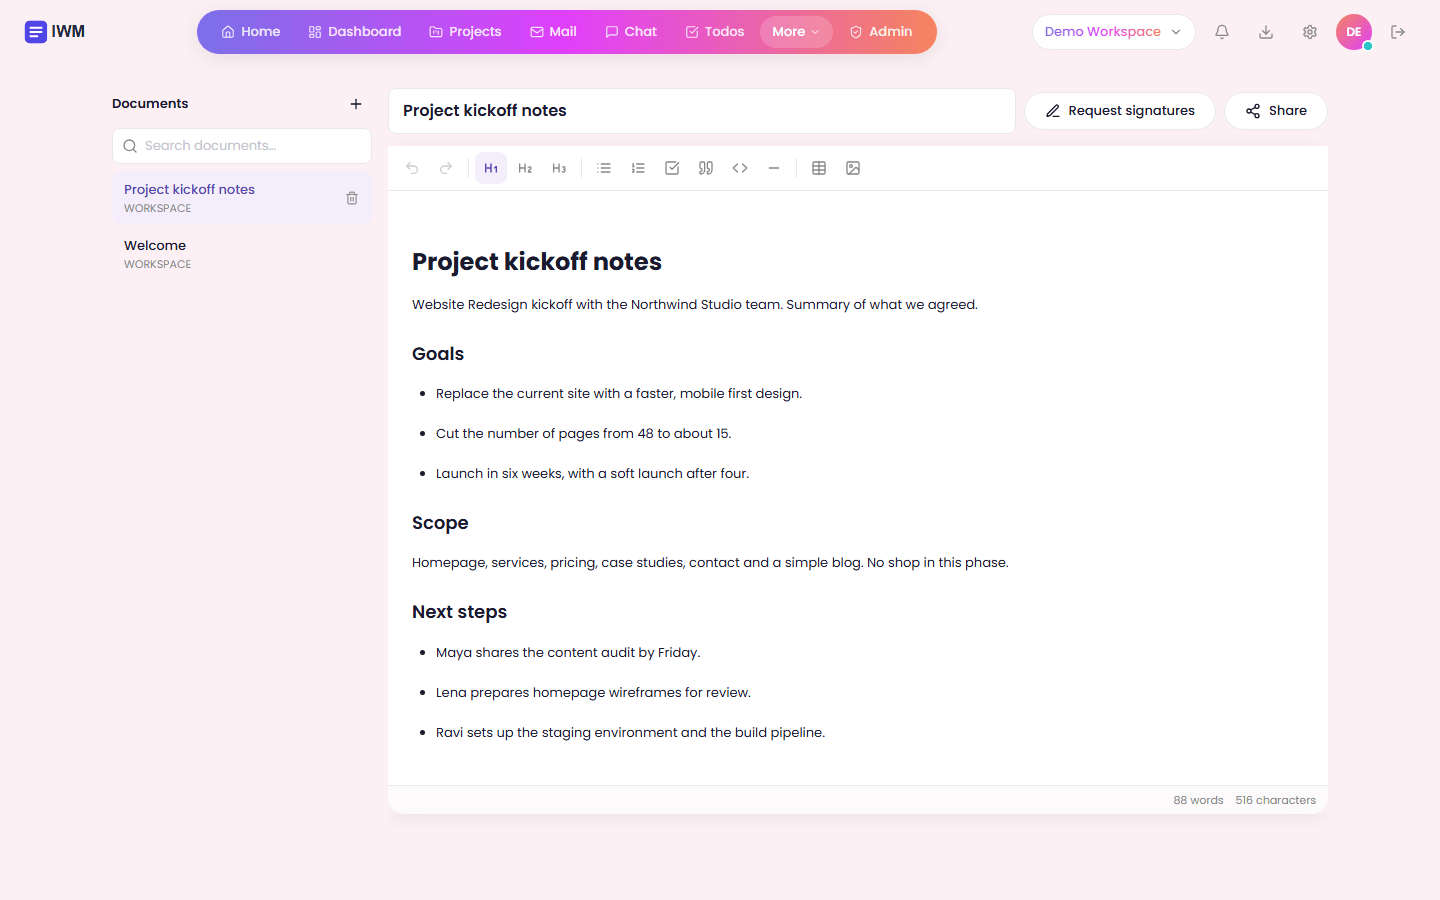 IWM
Home
Dashboard
Projects
Mail
Chat
Todos
More
Admin
Demo Workspace
DE
Documents
Search documents...
Project kickoff notes
WORKSPACE
Welcome
WORKSPACE
Project kickoff notes
Request signatures
Share
H1
H2
H3
Project kickoff notes
Website Redesign kickoff with the Northwind Studio team. Summary of what we agreed.
Goals
Replace the current site with a faster, mobile first design.
Cut the number of pages from 48 to about 15.
Launch in six weeks, with a soft launch after four.
Scope
Homepage, services, pricing, case studies, contact and a simple blog. No shop in this phase.
Next steps
Maya shares the content audit by Friday.
Lena prepares homepage wireframes for review.
Ravi sets up the staging environment and the build pipeline.
88 words 516 characters